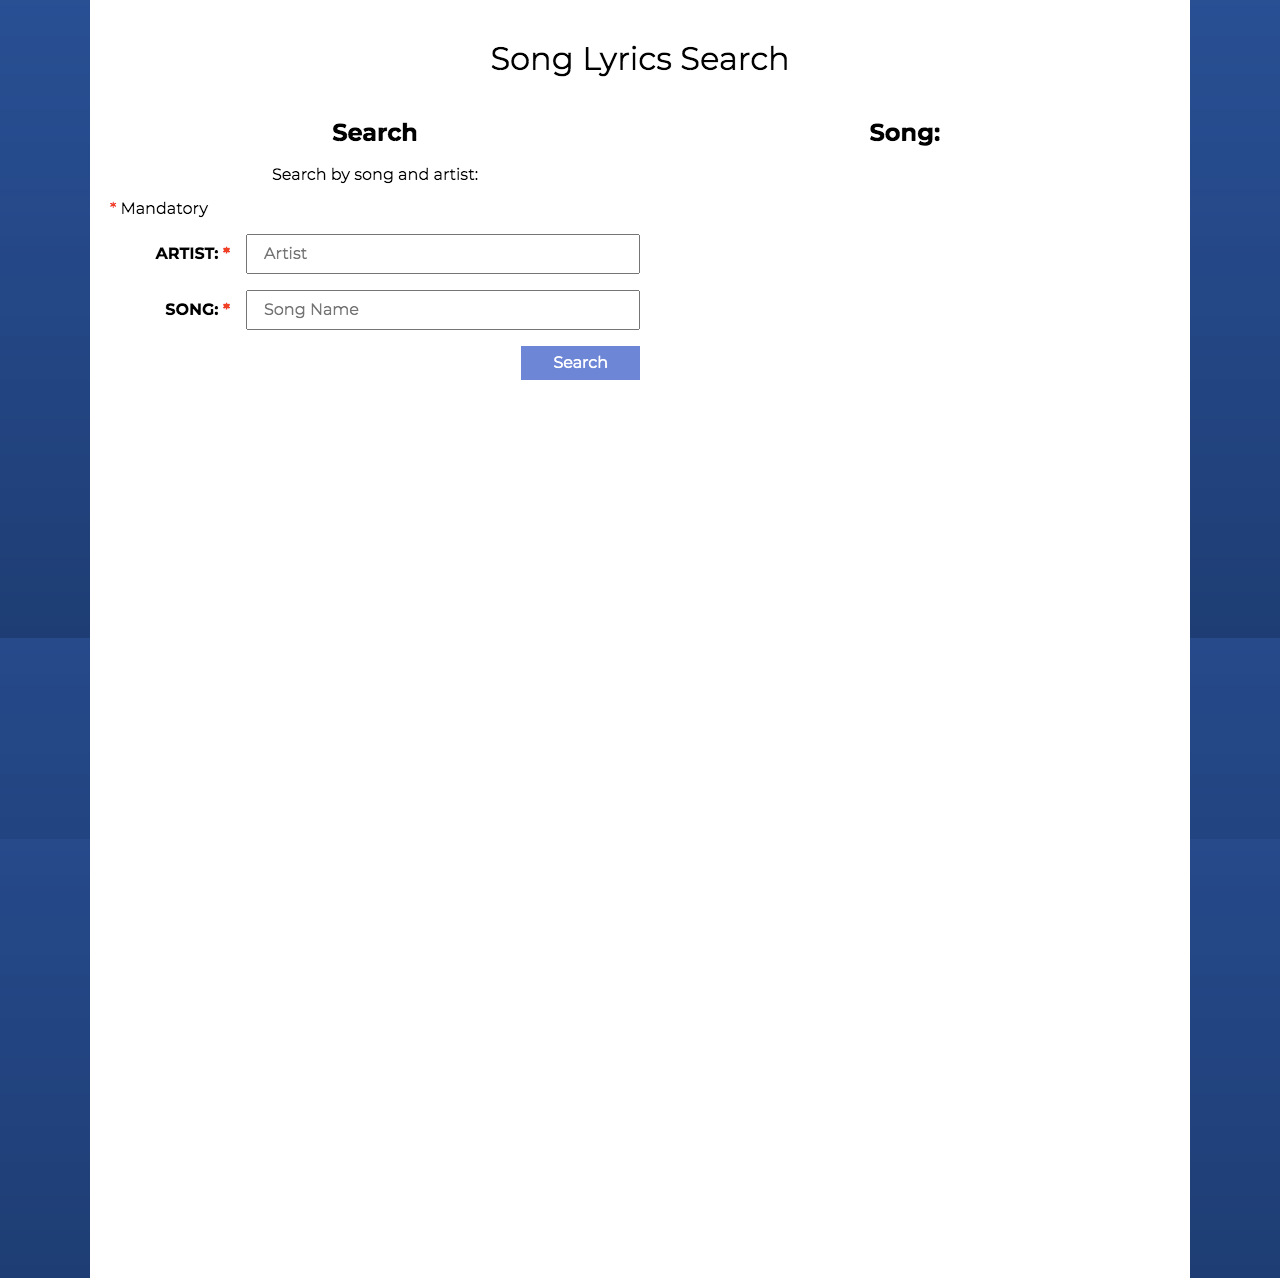 Song Lyrics Search
Search
Search by song and artist:
* Mandatory
ARTIST: * Artist
SONG: * Song Name
Search
Song: